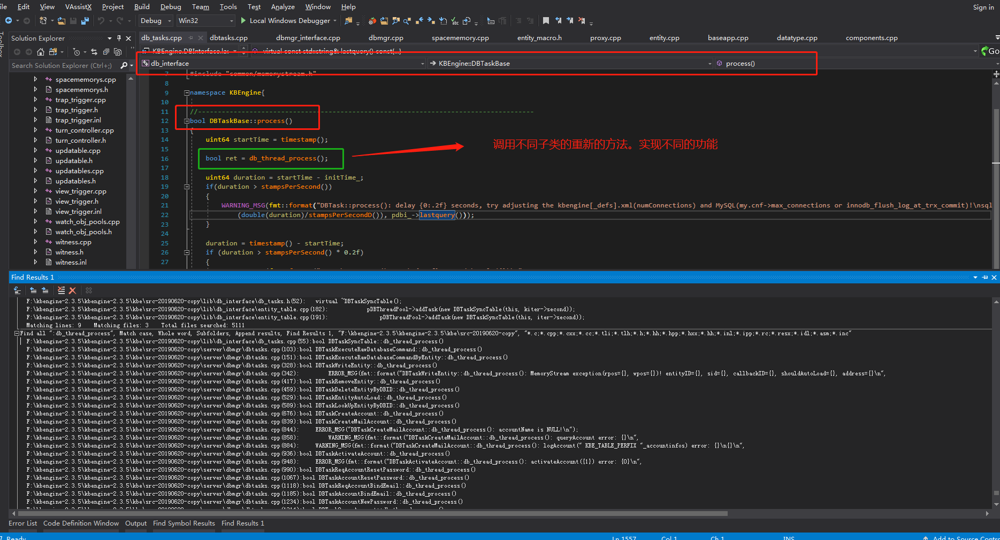 ile Edit View VAssistX Project Build Debug Team Tools Test Analyze Window Help Sign in
Debug Win32 Local Windows Debugger
Toolbox
Solution Explorer
Search Solution Explorer (Ctrl+;)
spacememorys.cpp
spacememorys.h
trap_trigger.cpp
trap_trigger.h
trap_trigger.inl
turn_controller.cpp
turn_controller.h
updatable.cpp
updatable.h
updatables.cpp
updatables.h
view_trigger.cpp
view_trigger.h
view_trigger.inl
watch_obj_pools.cpp
watch_obj_pools.h
witness.cpp
witness.h
witness.inl
db_tasks.cpp dbtasks.cpp dbmgr_interface.cpp dbmgr.cpp spacememory.cpp entity_macro.h proxy.cpp entity.cpp baseapp.cpp datatype.cpp components.cpp
KBEngine.DBInterface.las virtual const std::string& lastquery() const{...} Go
db_interface KBEngine::DBTaskBase process()
7 #include "common/memorystream.h"
8
9 namespace KBEngine{
10
11 //-------------------------------------------------------------------------------------
12 bool DBTaskBase::process()
13 {
14 uint64 startTime = timestamp();
15
16 bool ret = db_thread_process();
17
18 uint64 duration = startTime - initTime_;
19 if(duration > stampsPerSecond())
20 {
21 WARNING_MSG(fmt::format("DBTask::process(): delay {0:.2f} seconds, try adjusting the kbengine[_defs].xml(numConnections) and MySQL(my.cnf->max_connections or innodb_flush_log_at_trx_commit)!\nsql
22 (double(duration)/stampsPerSecondD()), pdbi_->lastquery()));
23 }
24
25 duration = timestamp() - startTime;
26 if (duration > stampsPerSecond() * 0.2f)
27 {
调用不同子类的重新的方法。实现不同的功能
Find Results 1
F:\kbengine-2.3.5\kbengine-2.3.5\kbe\src-20190620-copy\lib\db_interface\db_tasks.h(52): virtual ~DBTaskSyncTable();
F:\kbengine-2.3.5\kbengine-2.3.5\kbe\src-20190620-copy\lib\db_interface\entity_table.cpp(182): pDBThreadPool->addTask(new DBTaskSyncTable(this, kiter->second));
F:\kbengine-2.3.5\kbengine-2.3.5\kbe\src-20190620-copy\lib\db_interface\entity_table.cpp(191): pDBThreadPool->addTask(new DBTaskSyncTable(this, iter->second));
Matching lines: 9 Matching files: 3 Total files searched: 5111
Find all ":db_thread_process", Match case, Whole word, Subfolders, Append results, Find Results 1, "F:\kbengine-2.3.5\kbengine-2.3.5\kbe\src-20190620-copy", "*.c;*.cpp;*.cxx;*.cc;*.tli;*.tlh;*.h;*.hh;*.hpp;*.hxx;*.hh;*.inl;*.ipp;*.rc;*.resx;*.idl;*.asm;*.inc"
F:\kbengine-2.3.5\kbengine-2.3.5\kbe\src-20190620-copy\lib\db_interface\db_tasks.cpp(55):bool DBTaskSyncTable::db_thread_process()
F:\kbengine-2.3.5\kbengine-2.3.5\kbe\src-20190620-copy\server\dbmgr\dbtasks.cpp(103):bool DBTaskExecuteRawDatabaseCommand::db_thread_process()
F:\kbengine-2.3.5\kbengine-2.3.5\kbe\src-20190620-copy\server\dbmgr\dbtasks.cpp(151):bool DBTaskExecuteRawDatabaseCommandByEntity::db_thread_process()
F:\kbengine-2.3.5\kbengine-2.3.5\kbe\src-20190620-copy\server\dbmgr\dbtasks.cpp(328):bool DBTaskWriteEntity::db_thread_process()
F:\kbengine-2.3.5\kbengine-2.3.5\kbe\src-20190620-copy\server\dbmgr\dbtasks.cpp(342): ERROR_MSG(fmt::format("DBTaskWriteEntity::db_thread_process(): MemoryStream exception(rpos={}, wpos={})! entityID={}, sid={}, callbackID={}, shouldAutoLoad={}, address={}\n",
F:\kbengine-2.3.5\kbengine-2.3.5\kbe\src-20190620-copy\server\dbmgr\dbtasks.cpp(417):bool DBTaskRemoveEntity::db_thread_process()
F:\kbengine-2.3.5\kbengine-2.3.5\kbe\src-20190620-copy\server\dbmgr\dbtasks.cpp(459):bool DBTaskDeleteEntityByDBID::db_thread_process()
F:\kbengine-2.3.5\kbengine-2.3.5\kbe\src-20190620-copy\server\dbmgr\dbtasks.cpp(529):bool DBTaskEntityAutoLoad::db_thread_process()
F:\kbengine-2.3.5\kbengine-2.3.5\kbe\src-20190620-copy\server\dbmgr\dbtasks.cpp(589):bool DBTaskLookUpEntityByDBID::db_thread_process()
F:\kbengine-2.3.5\kbengine-2.3.5\kbe\src-20190620-copy\server\dbmgr\dbtasks.cpp(676):bool DBTaskCreateAccount::db_thread_process()
F:\kbengine-2.3.5\kbengine-2.3.5\kbe\src-20190620-copy\server\dbmgr\dbtasks.cpp(839):bool DBTaskCreateMailAccount::db_thread_process()
F:\kbengine-2.3.5\kbengine-2.3.5\kbe\src-20190620-copy\server\dbmgr\dbtasks.cpp(844): ERROR_MSG("DBTaskCreateMailAccount::db_thread_process(): accountName is NULL!\n");
F:\kbengine-2.3.5\kbengine-2.3.5\kbe\src-20190620-copy\server\dbmgr\dbtasks.cpp(858): WARNING_MSG(fmt::format("DBTaskCreateMailAccount::db_thread_process(): queryAccount error: {}\n",
F:\kbengine-2.3.5\kbengine-2.3.5\kbe\src-20190620-copy\server\dbmgr\dbtasks.cpp(884): WARNING_MSG(fmt::format("DBTaskCreateMailAccount::db_thread_process(): logAccount(" KBE_TABLE_PERFIX "_accountinfos) error: {}\n{}\n",
F:\kbengine-2.3.5\kbengine-2.3.5\kbe\src-20190620-copy\server\dbmgr\dbtasks.cpp(936):bool DBTaskActivateAccount::db_thread_process()
F:\kbengine-2.3.5\kbengine-2.3.5\kbe\src-20190620-copy\server\dbmgr\dbtasks.cpp(948): ERROR_MSG(fmt::format("DBTaskActivateAccount::db_thread_process(): activateAccount({1}) error: {0}\n",
F:\kbengine-2.3.5\kbengine-2.3.5\kbe\src-20190620-copy\server\dbmgr\dbtasks.cpp(990):bool DBTaskReqAccountResetPassword::db_thread_process()
F:\kbengine-2.3.5\kbengine-2.3.5\kbe\src-20190620-copy\server\dbmgr\dbtasks.cpp(1067):bool DBTaskAccountResetPassword::db_thread_process()
F:\kbengine-2.3.5\kbengine-2.3.5\kbe\src-20190620-copy\server\dbmgr\dbtasks.cpp(1118):bool DBTaskReqAccountBindEmail::db_thread_process()
F:\kbengine-2.3.5\kbengine-2.3.5\kbe\src-20190620-copy\server\dbmgr\dbtasks.cpp(1185):bool DBTaskAccountBindEmail::db_thread_process()
F:\kbengine-2.3.5\kbengine-2.3.5\kbe\src-20190620-copy\server\dbmgr\dbtasks.cpp(1234):bool DBTaskAccountNewPassword::db_thread_process()
Error List Code Definition Window Output Find Symbol Results Find Results 1
Ready Ln 1557 Col 1 Ch 1 INS Add to Source Contro